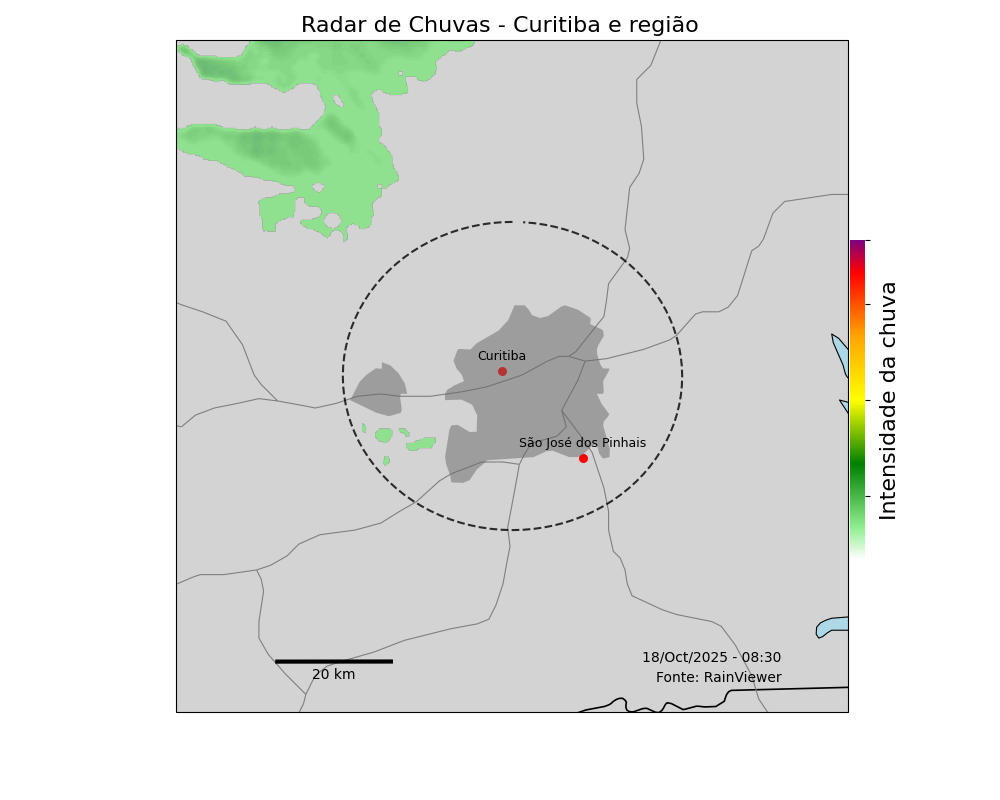 Radar de Chuvas - Curitiba e região
Curitiba
São José dos Pinhais
Intensidade da chuva
20 km
18/Oct/2025 - 08:30
Fonte: RainViewer